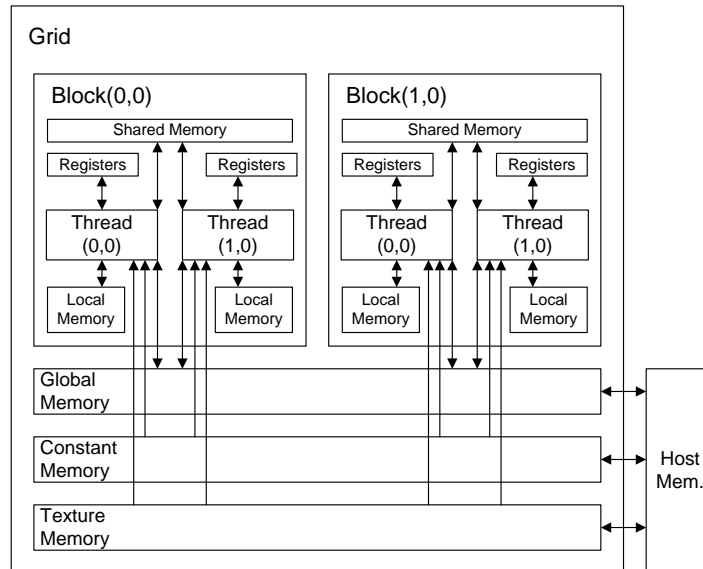 Grid
Block(0,0)
Shared Memory
Registers
Registers
Thread
(0,0)
Thread
(1,0)
Local
Memory
Local
Memory
Block(1,0)
Shared Memory
Registers
Registers
Thread
(0,0)
Thread
(1,0)
Local
Memory
Local
Memory
Global
Memory
Constant
Memory
Texture
Memory
Host
Mem.